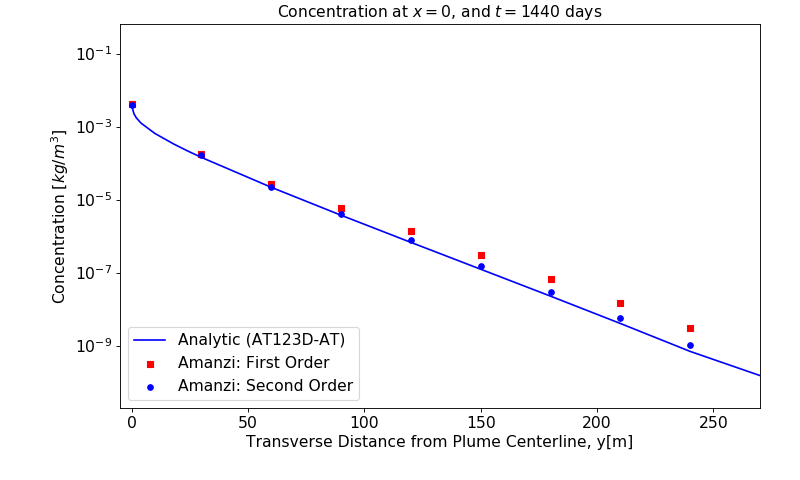 Concentration at x = 0, and t = 1440 days
Concentration [kg/m³]
10⁻¹
10⁻³
10⁻⁵
10⁻⁷
10⁻⁹
Analytic (AT123D-AT)
Amanzi: First Order
Amanzi: Second Order
0 50 100 150 200 250
Transverse Distance from Plume Centerline, y[m]